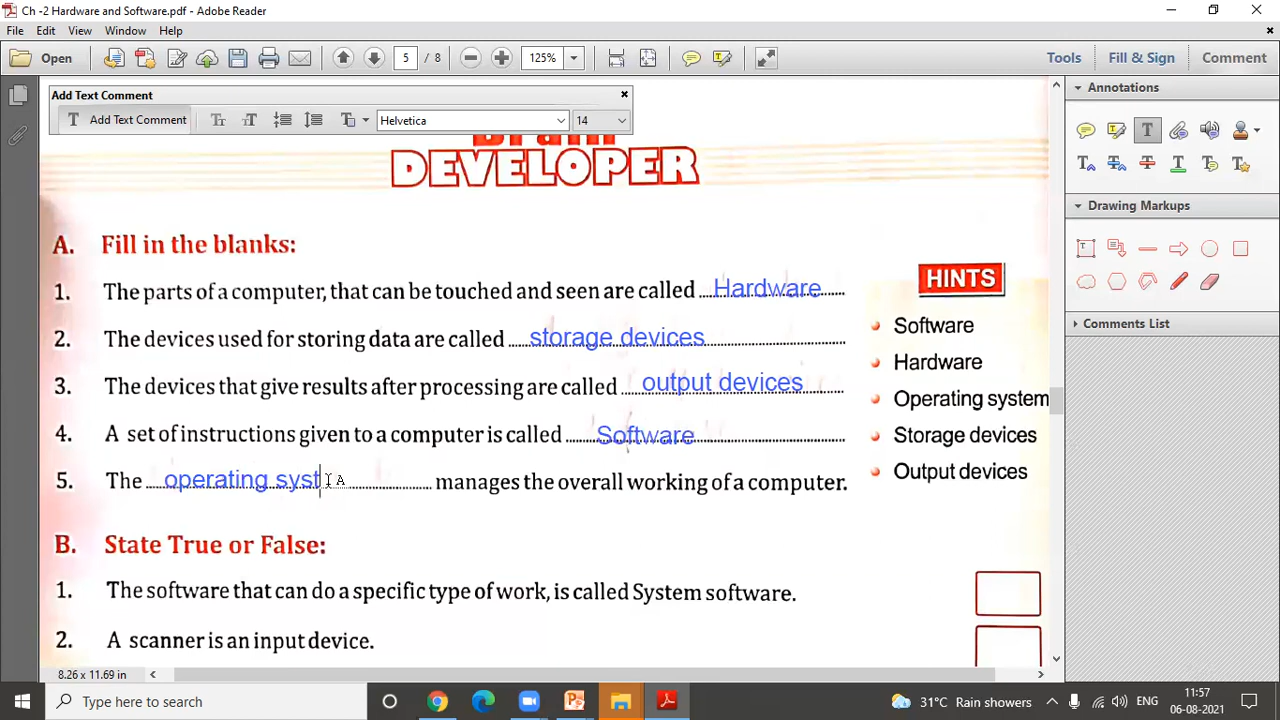 Ch -2 Hardware and Software.pdf - Adobe Reader
File Edit View Window Help
Open 5 / 8 125% Tools Fill & Sign Comment
Add Text Comment
Add Text Comment Helvetica 14
Annotations
Drawing Markups
Comments List
Brain
DEVELOPER
A. Fill in the blanks:
HINTS
1. The parts of a computer, that can be touched and seen are called Hardware
Software
2. The devices used for storing data are called storage devices
Hardware
3. The devices that give results after processing are called output devices
Operating system
4. A set of instructions given to a computer is called Software
Storage devices
5. The operating syst manages the overall working of a computer.
Output devices
B. State True or False:
1. The software that can do a specific type of work, is called System software.
2. A scanner is an input device.
8.26 x 11.69 in
Type here to search 31°C Rain showers ENG 11:57
06-08-2021